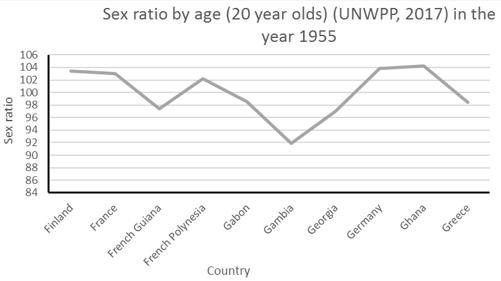 Sex ratio by age (20 year olds) (UNWPP, 2017) in the
year 1955
106
104
102
100
98
96
94
92
90
88
86
84
Sex ratio
Finland
France
French Guiana
French Polynesia
Gabon
Gambia
Georgia
Germany
Ghana
Greece
Country